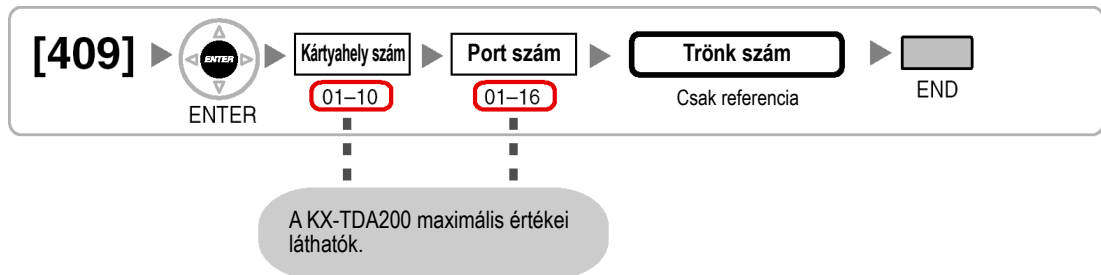 [409] ENTER Kártyahely szám Port szám Trönk szám
ENTER 01–10 01–16 Csak referencia END
A KX-TDA200 maximális értékei
láthatók.